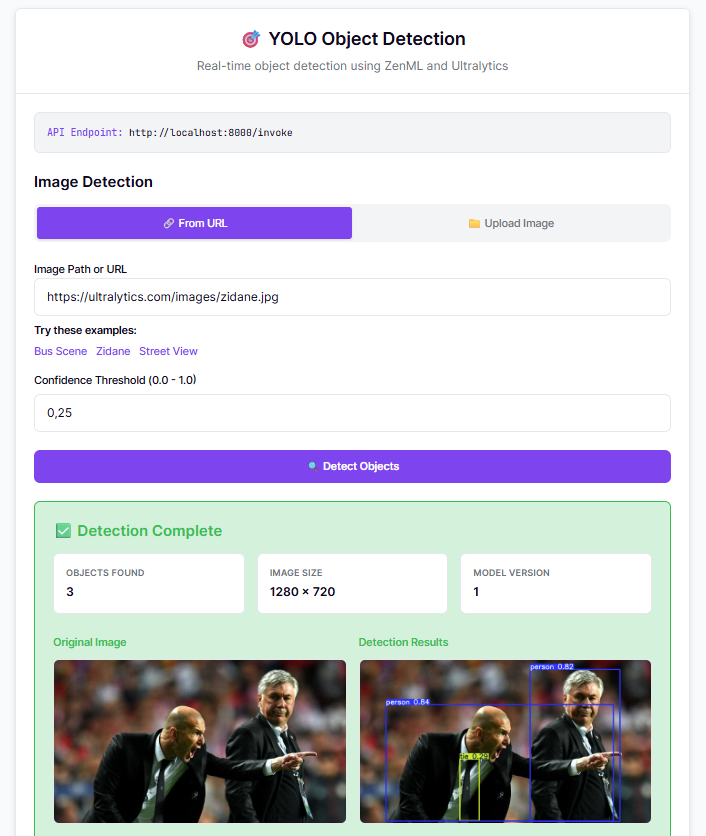 YOLO Object Detection
Real-time object detection using ZenML and Ultralytics
API Endpoint: http://localhost:8000/invoke
Image Detection
From URL
Upload Image
Image Path or URL
https://ultralytics.com/images/zidane.jpg
Try these examples:
Bus Scene Zidane Street View
Confidence Threshold (0.0 - 1.0)
0,25
Detect Objects
Detection Complete
OBJECTS FOUND
3
IMAGE SIZE
1280 × 720
MODEL VERSION
1
Original Image
Detection Results
person 0.82
person 0.84
0.29